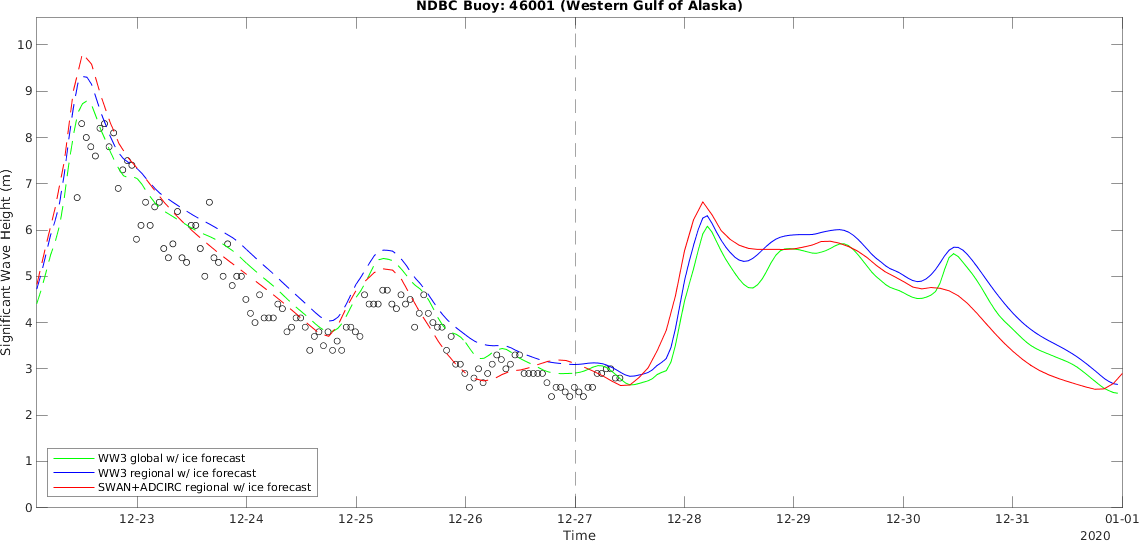 NDBC Buoy: 46001 (Western Gulf of Alaska)
10
9
8
7
6
5
4
3
2
1
0
Significant Wave Height (m)
WW3 global w/ ice forecast
WW3 regional w/ ice forecast
SWAN+ADCIRC regional w/ ice forecast
12-23 12-24 12-25 12-26 12-27 12-28 12-29 12-30 12-31 01-01
Time 2020